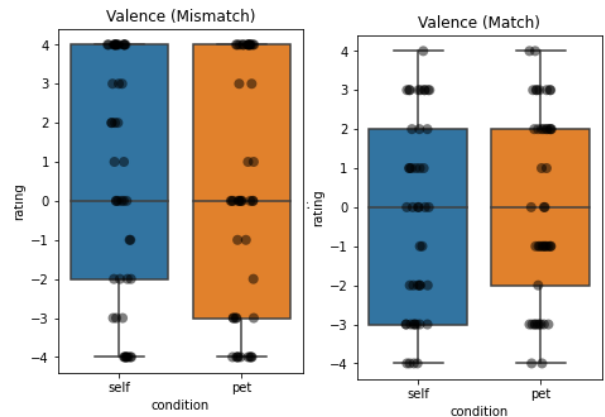 Valence (Mismatch)
4
3
2
1
0
−1
−2
−3
−4
rating
self
pet
condition
Valence (Match)
4
3
2
1
0
−1
−2
−3
−4
rating
self
pet
condition